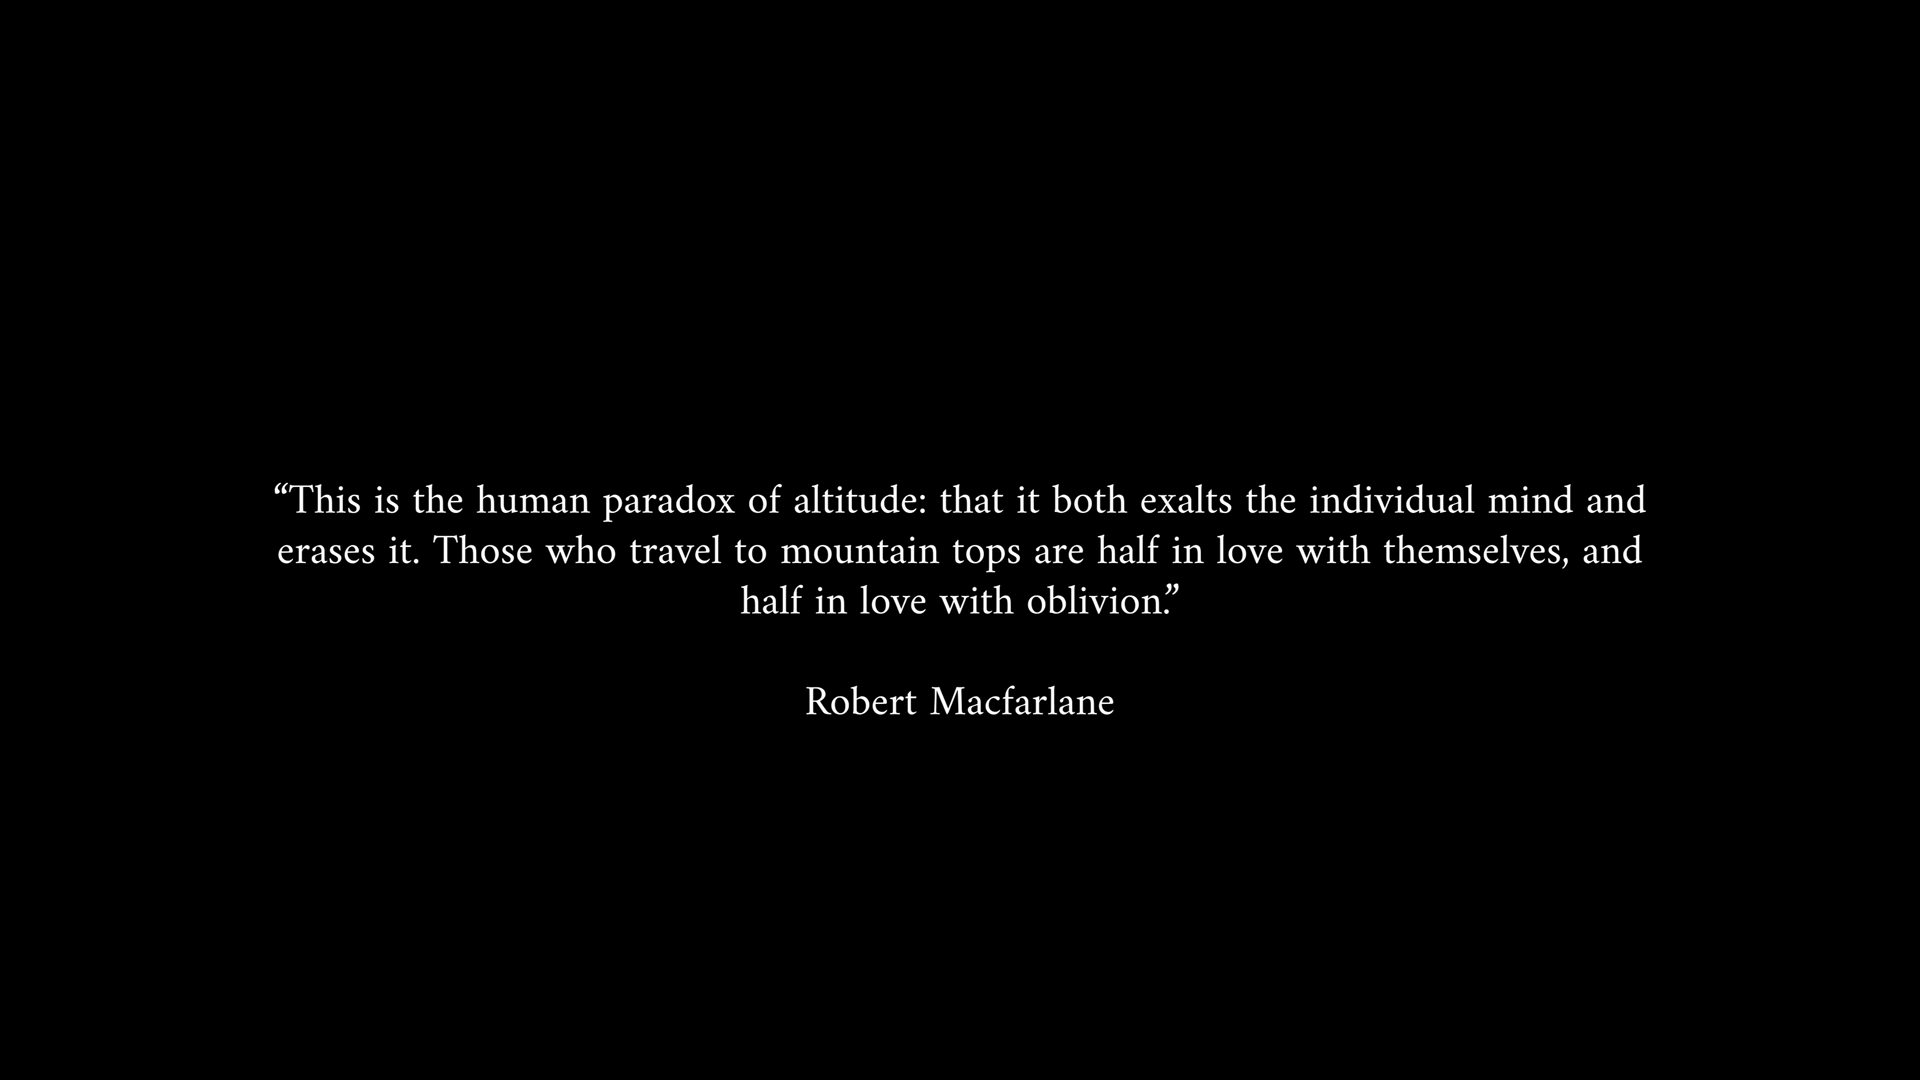 “This is the human paradox of altitude: that it both exalts the individual mind and
erases it. Those who travel to mountain tops are half in love with themselves, and
half in love with oblivion.”
Robert Macfarlane